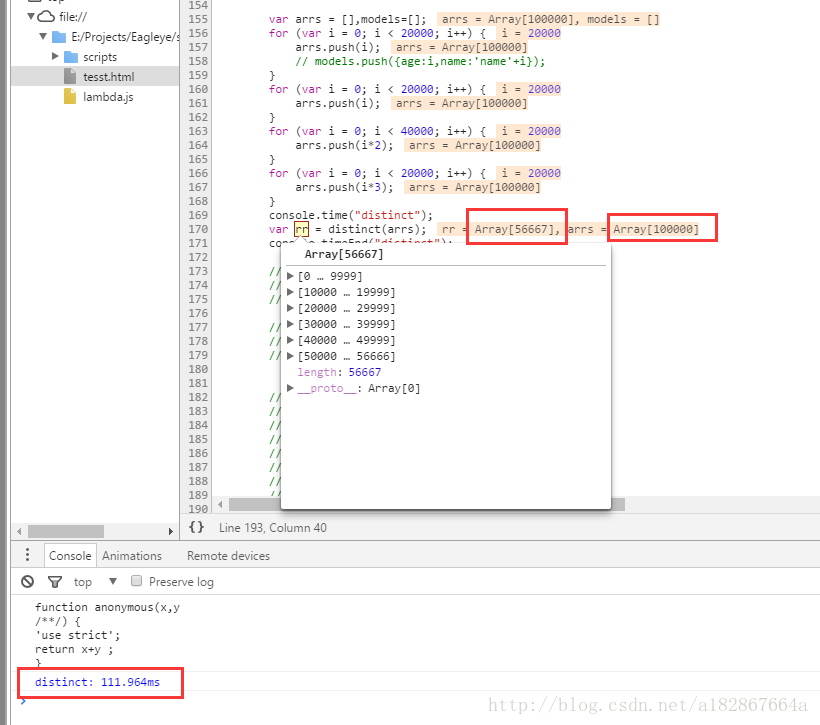 top
file://
E:/Projects/Eagleye/s
scripts
tesst.html
lambda.js
154
155 var arrs = [],models=[]; arrs = Array[100000], models = []
156 for (var i = 0; i < 20000; i++) { i = 20000
157 arrs.push(i); arrs = Array[100000]
158 // models.push({age:i,name:'name'+i});
159 }
160 for (var i = 0; i < 20000; i++) { i = 20000
161 arrs.push(i); arrs = Array[100000]
162 }
163 for (var i = 0; i < 40000; i++) { i = 20000
164 arrs.push(i*2); arrs = Array[100000]
165 }
166 for (var i = 0; i < 20000; i++) { i = 20000
167 arrs.push(i*3); arrs = Array[100000]
168 }
169 console.time("distinct");
170 var rr = distinct(arrs); rr = Array[56667], arrs = Array[100000]
171 console.timeEnd("distinct");
172
173 //
174 //
175 //
176
177 //
178 //
179 //
180
181
182 //
183 //
184 //
185 //
186 //
187 //
188 //
189 //
190
Array[56667]
[0 … 9999]
[10000 … 19999]
[20000 … 29999]
[30000 … 39999]
[40000 … 49999]
[50000 … 56666]
length: 56667
__proto__: Array[0]
{} Line 193, Column 40
Console Animations Remote devices
top Preserve log
function anonymous(x,y
/**/) {
'use strict';
return x+y ;
}
distinct: 111.964ms
http://blog.csdn.net/a182867664a